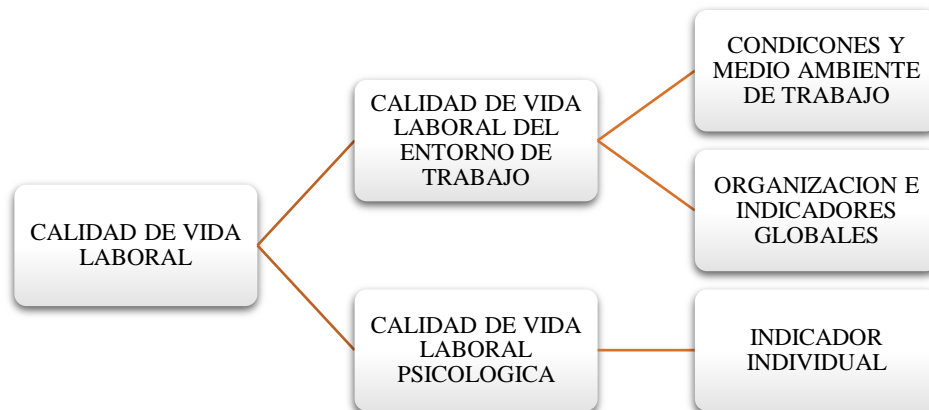 CALIDAD DE VIDA
LABORAL
CALIDAD DE VIDA
LABORAL DEL
ENTORNO DE
TRABAJO
CONDICONES Y
MEDIO AMBIENTE
DE TRABAJO
ORGANIZACION E
INDICADORES
GLOBALES
CALIDAD DE VIDA
LABORAL
PSICOLOGICA
INDICADOR
INDIVIDUAL